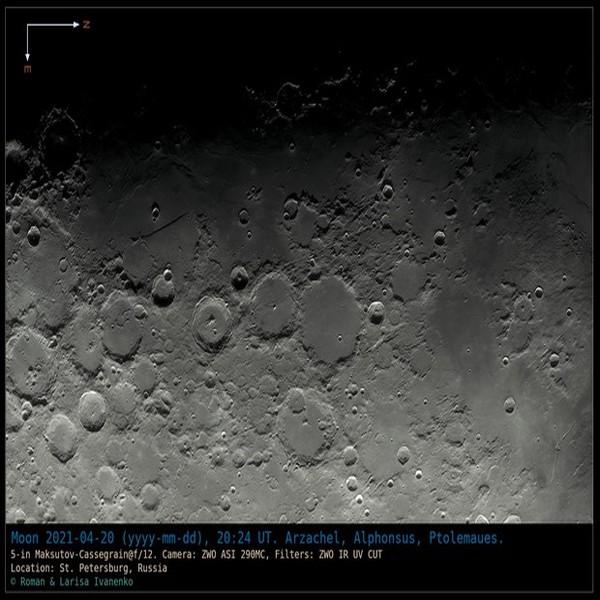 N
E
Moon 2021-04-20 (yyyy-mm-dd), 20:24 UT. Arzachel, Alphonsus, Ptolemaues.
5-in Maksutov-Cassegrain@f/12. Camera: ZWO ASI 290MC, Filters: ZWO IR UV CUT
Location: St. Petersburg, Russia
© Roman & Larisa Ivanenko